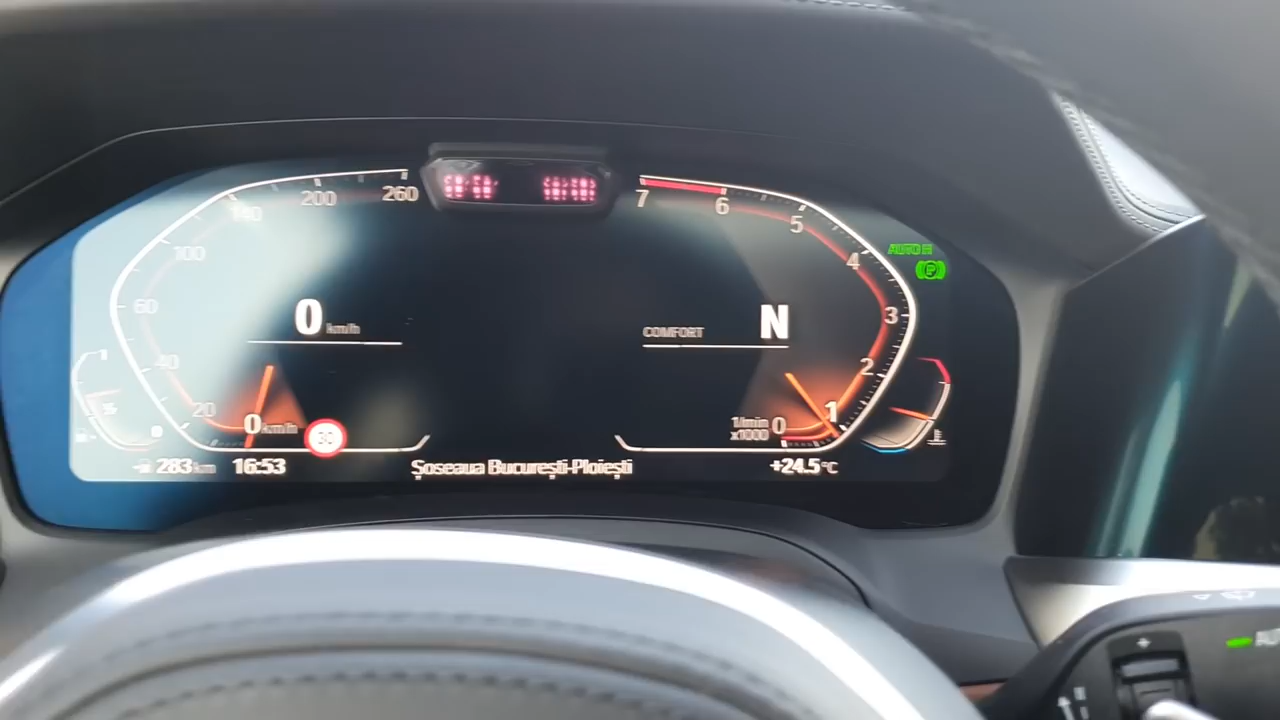 260
200
140
100
60
40
20
0 km/h
0 km/h
30
283 km
16:53
Șoseaua București-Ploiești
7
6
5
4
3
2
1
0
1/min
x1000
COMFORT
N
AUTO H
P
+24.5 °C